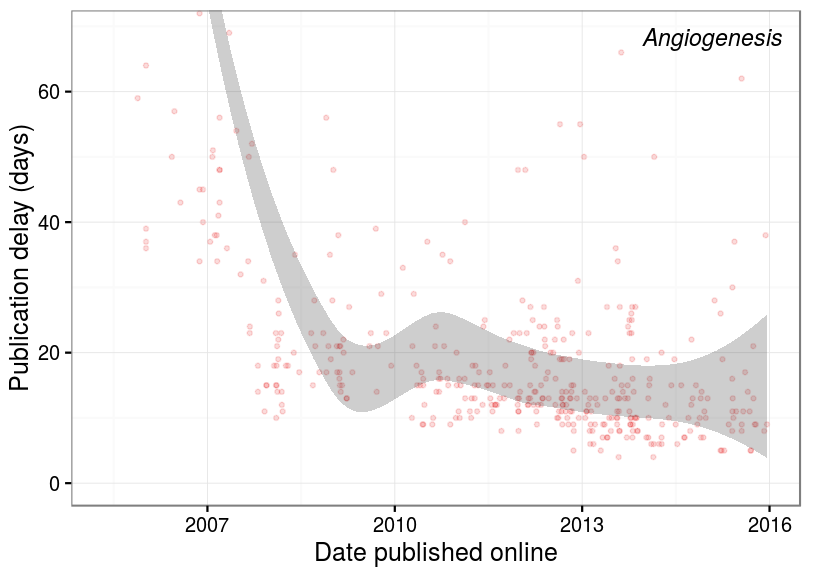 Angiogenesis
60
40
20
0
Publication delay (days)
2007 2010 2013 2016
Date published online